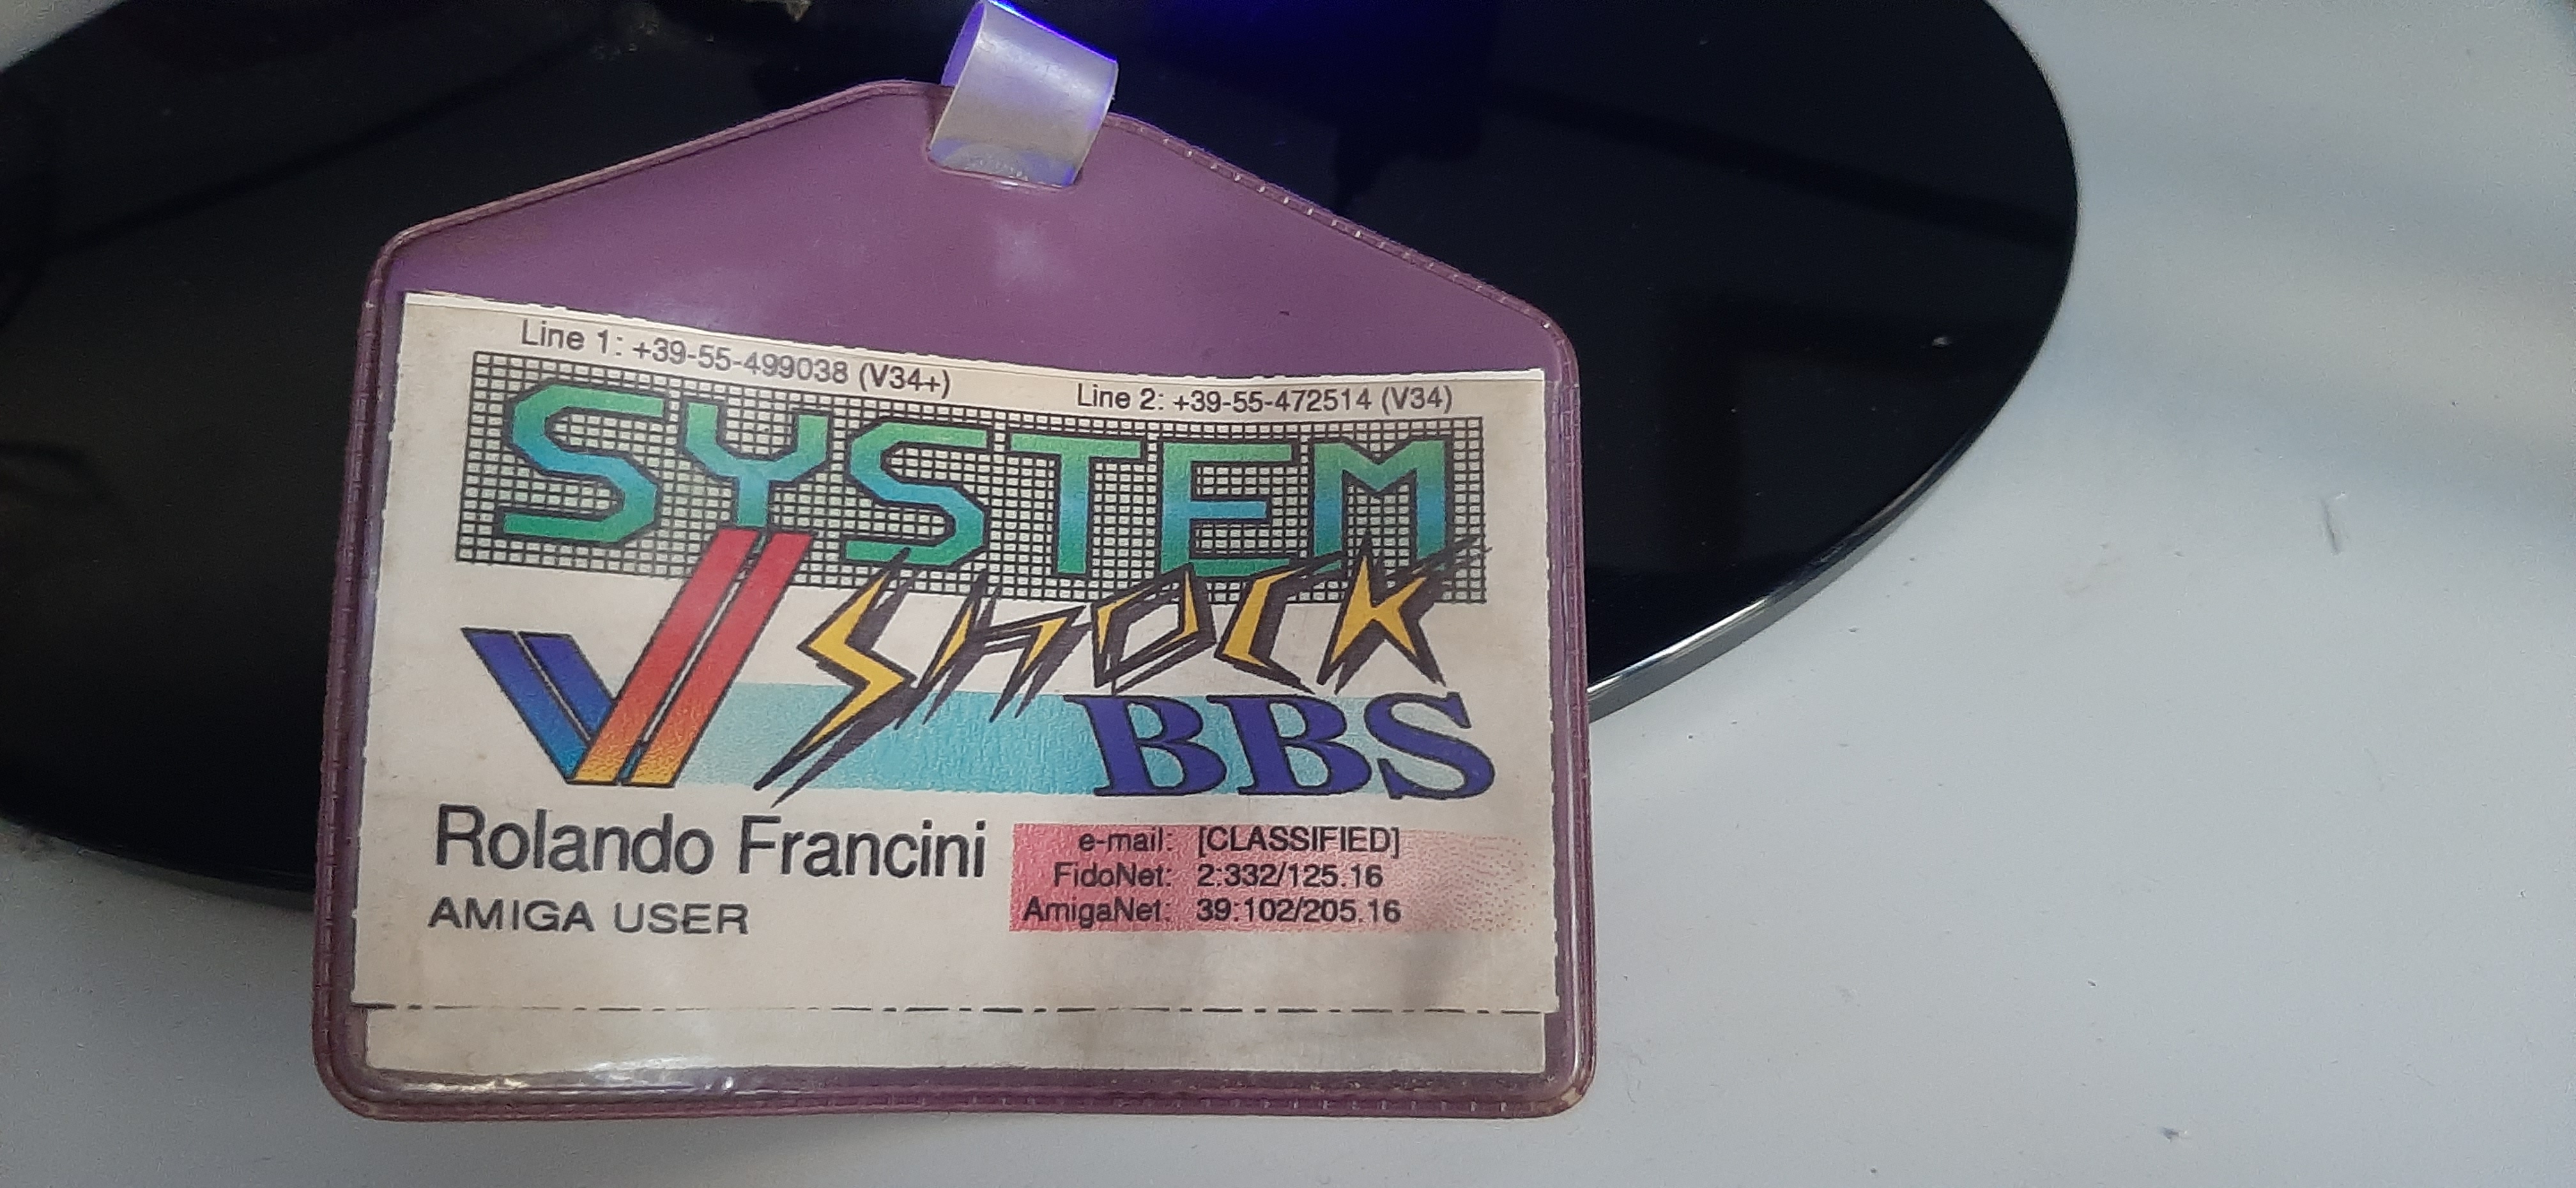 Line 1: +39-55-499038 (V34+)
Line 2: +39-55-472514 (V34)
SYSTEM
Shock
BBS
Rolando Francini
AMIGA USER
e-mail: [CLASSIFIED]
FidoNet: 2:332/125.16
AmigaNet: 39:102/205.16